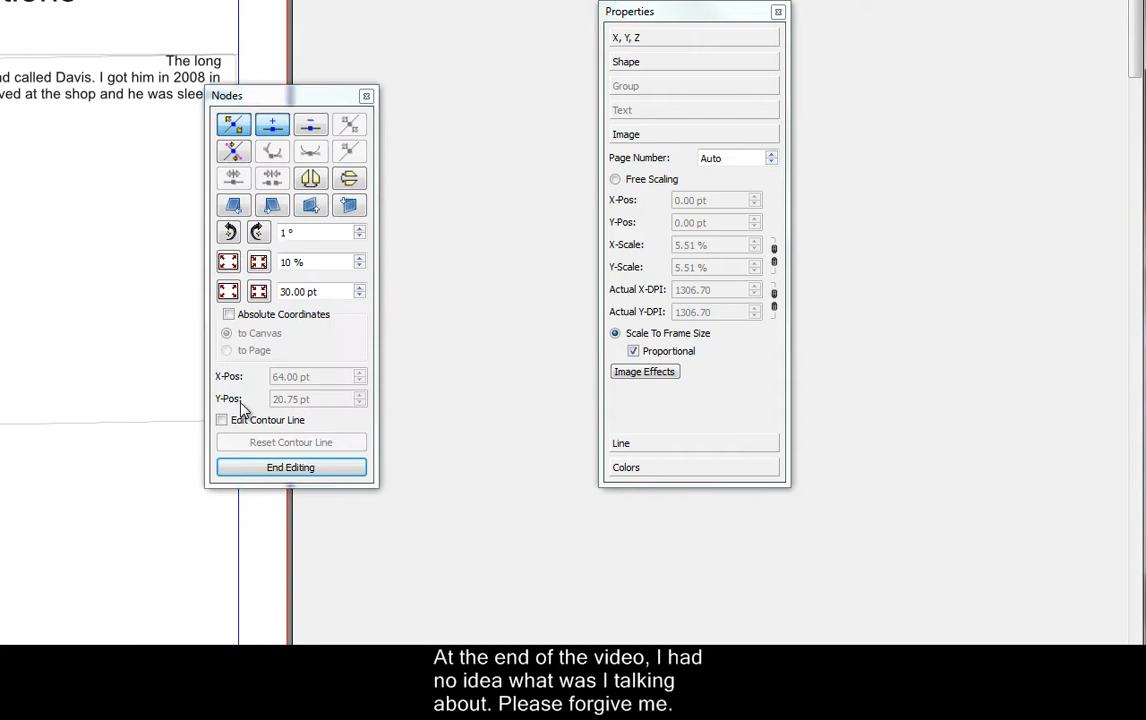 The long
nd called Davis. I got him in 2008 in
ved at the shop and he was slee
Nodes
1 °
10 %
30.00 pt
Absolute Coordinates
to Canvas
to Page
X-Pos: 64.00 pt
Y-Pos: 20.75 pt
Edit Contour Line
Reset Contour Line
End Editing
Properties
X, Y, Z
Shape
Group
Text
Image
Page Number: Auto
Free Scaling
X-Pos: 0.00 pt
Y-Pos: 0.00 pt
X-Scale: 5.51 %
Y-Scale: 5.51 %
Actual X-DPI: 1306.70
Actual Y-DPI: 1306.70
Scale To Frame Size
Proportional
Image Effects
Line
Colors
At the end of the video, I had
no idea what was I talking
about. Please forgive me.